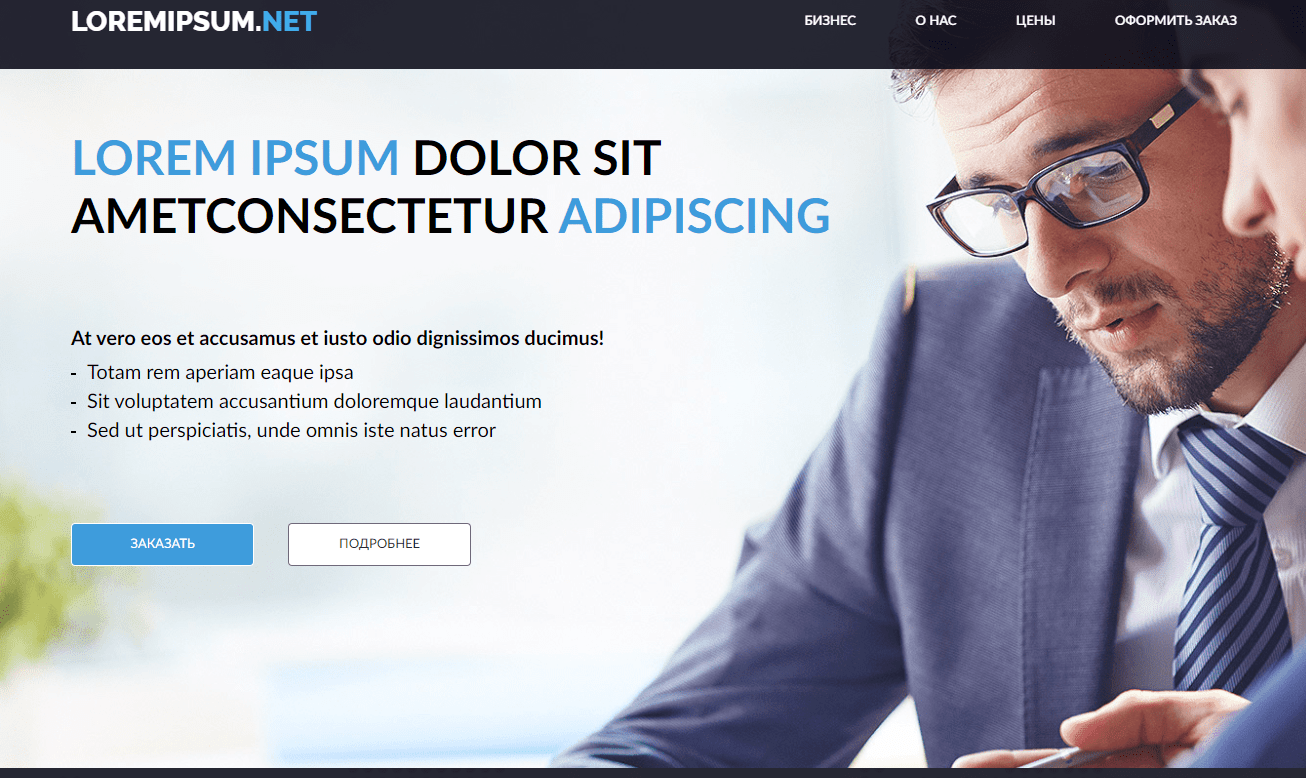 LOREMIPSUM.NET
БИЗНЕС
О НАС
ЦЕНЫ
ОФОРМИТЬ ЗАКАЗ
LOREM IPSUM DOLOR SIT
AMETCONSECTETUR ADIPISCING
At vero eos et accusamus et iusto odio dignissimos ducimus!
- Totam rem aperiam eaque ipsa
- Sit voluptatem accusantium doloremque laudantium
- Sed ut perspiciatis, unde omnis iste natus error
ЗАКАЗАТЬ
ПОДРОБНЕЕ